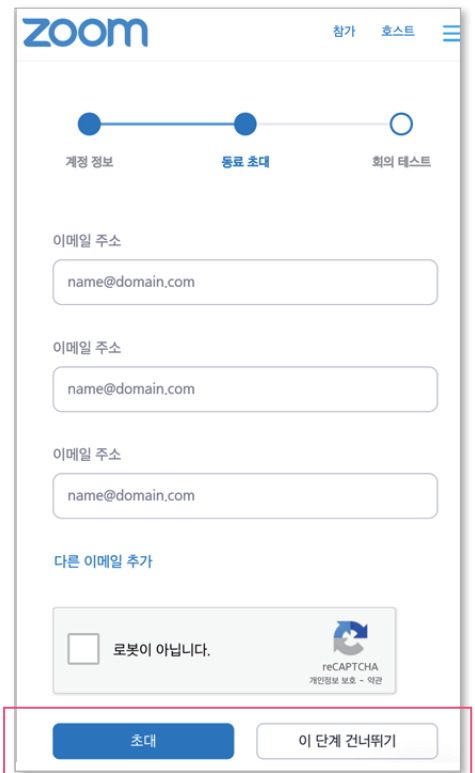 zoom 참가 호스트
계정 정보 동료 초대 회의 테스트
이메일 주소
name@domain.com
이메일 주소
name@domain.com
이메일 주소
name@domain.com
다른 이메일 추가
로봇이 아닙니다.
reCAPTCHA
개인정보 보호 - 약관
초대 이 단계 건너뛰기